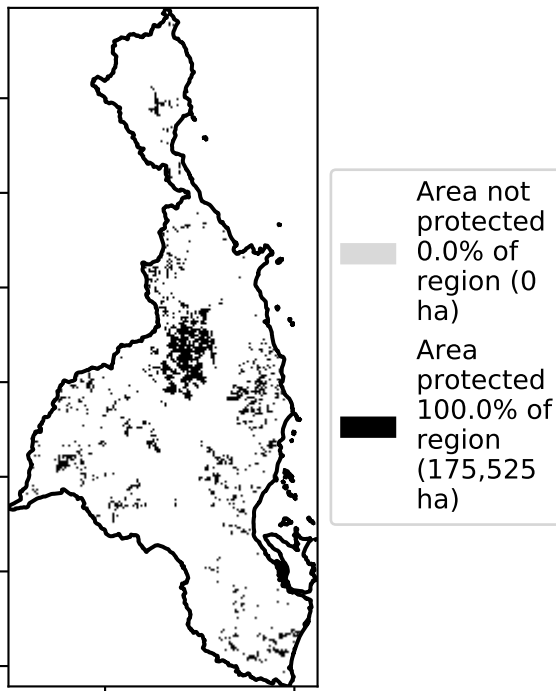 Area not
protected
0.0% of
region (0
ha)
Area
protected
100.0% of
region
(175,525
ha)